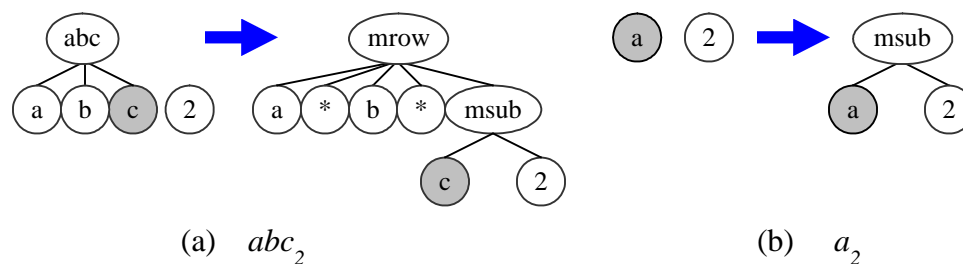 abc mrow a 2 msub
a b c 2 a * b * msub a 2
c 2
(a) abc₂ (b) a₂